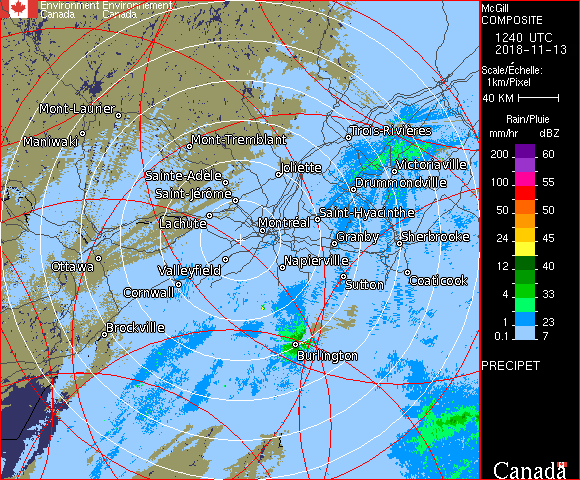 Environment Environnement
Canada Canada
McGill
COMPOSITE
1240 UTC
2018-11-13
Scale/Échelle:
1km/Pixel
40 KM
Rain/Pluie
mm/hr dBZ
200 60
100 55
50 50
24 45
12 40
4 33
1 23
0.1 7
PRECIPET
Canada
Mont-Laurier
Maniwaki
Mont-Tremblant
Trois-Rivières
Joliette
Victoriaville
Sainte-Adèle
Drummondville
Saint-Jérôme
Lachute
Saint-Hyacinthe
Montréal
Granby
Sherbrooke
Ottawa
Valleyfield
Napierville
Coaticook
Sutton
Cornwall
Brockville
Burlington